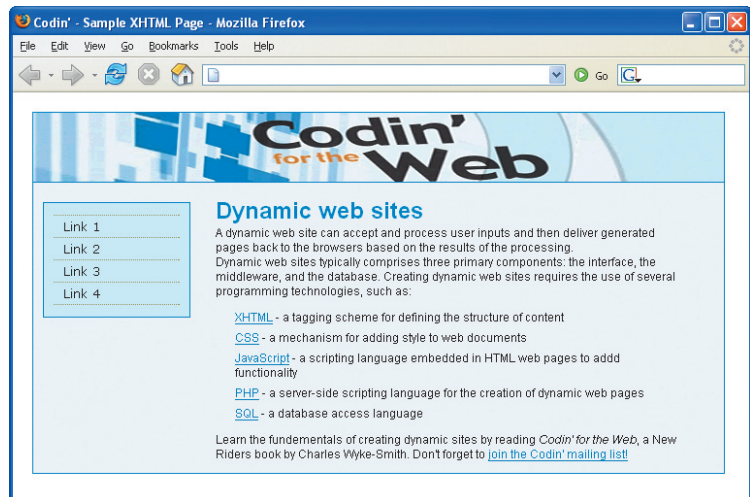 Codin' - Sample XHTML Page - Mozilla Firefox
File Edit View Go Bookmarks Tools Help
Go G
Codin'
for the Web
Dynamic web sites
A dynamic web site can accept and process user inputs and then deliver generated
pages back to the browsers based on the results of the processing.
Dynamic web sites typically comprises three primary components: the interface, the
middleware, and the database. Creating dynamic web sites requires the use of several
programming technologies, such as:
Link 1
Link 2
Link 3
Link 4
XHTML - a tagging scheme for defining the structure of content
CSS - a mechanism for adding style to web documents
JavaScript - a scripting language embedded in HTML web pages to addd
functionality
PHP - a server-side scripting language for the creation of dynamic web pages
SQL - a database access language
Learn the fundementals of creating dynamic sites by reading Codin' for the Web, a New
Riders book by Charles Wyke-Smith. Don't forget to join the Codin' mailing list!